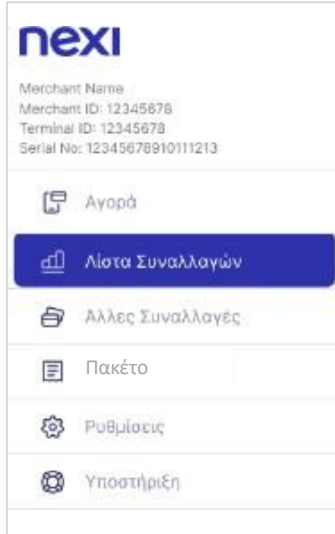 nexi
Merchant Name
Merchant ID: 12345678
Terminal ID: 12345678
Serial No: 12345678910111213
Αγορά
Λίστα Συναλλαγών
Άλλες Συναλλαγές
Πακέτο
Ρυθμίσεις
Υποστήριξη